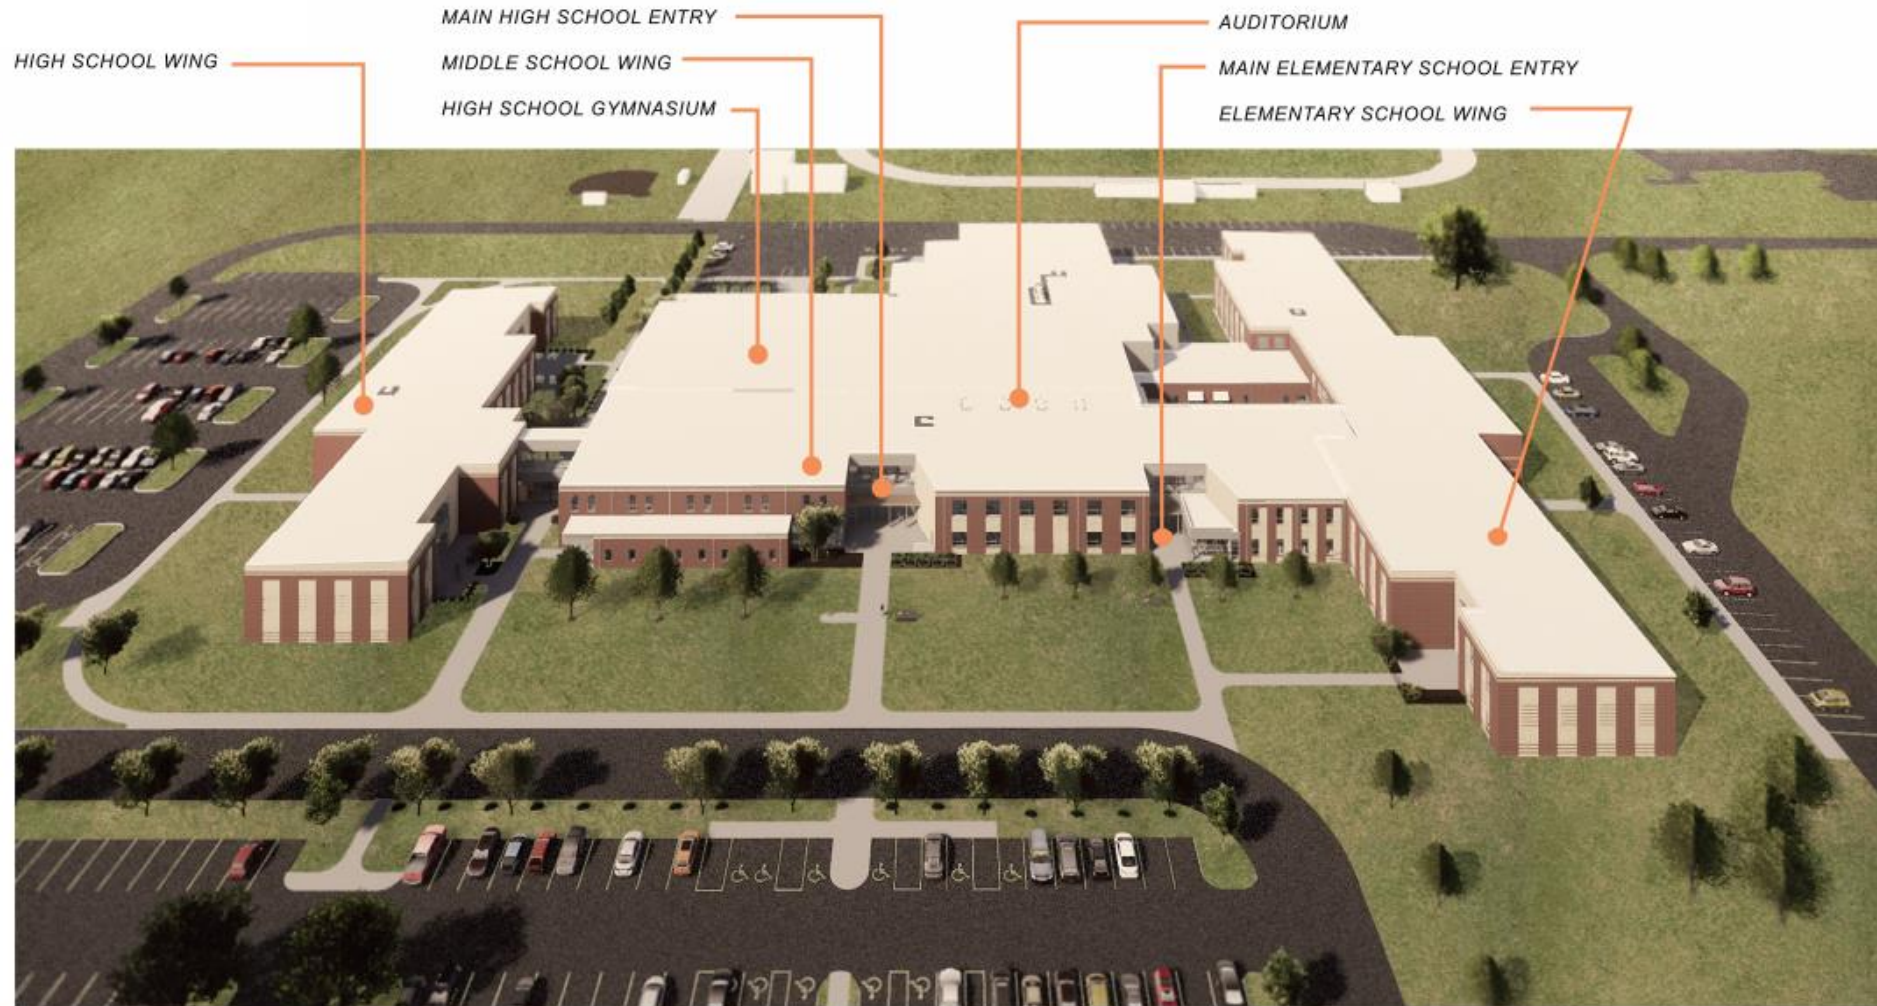 HIGH SCHOOL WING
MAIN HIGH SCHOOL ENTRY
MIDDLE SCHOOL WING
HIGH SCHOOL GYMNASIUM
AUDITORIUM
MAIN ELEMENTARY SCHOOL ENTRY
ELEMENTARY SCHOOL WING